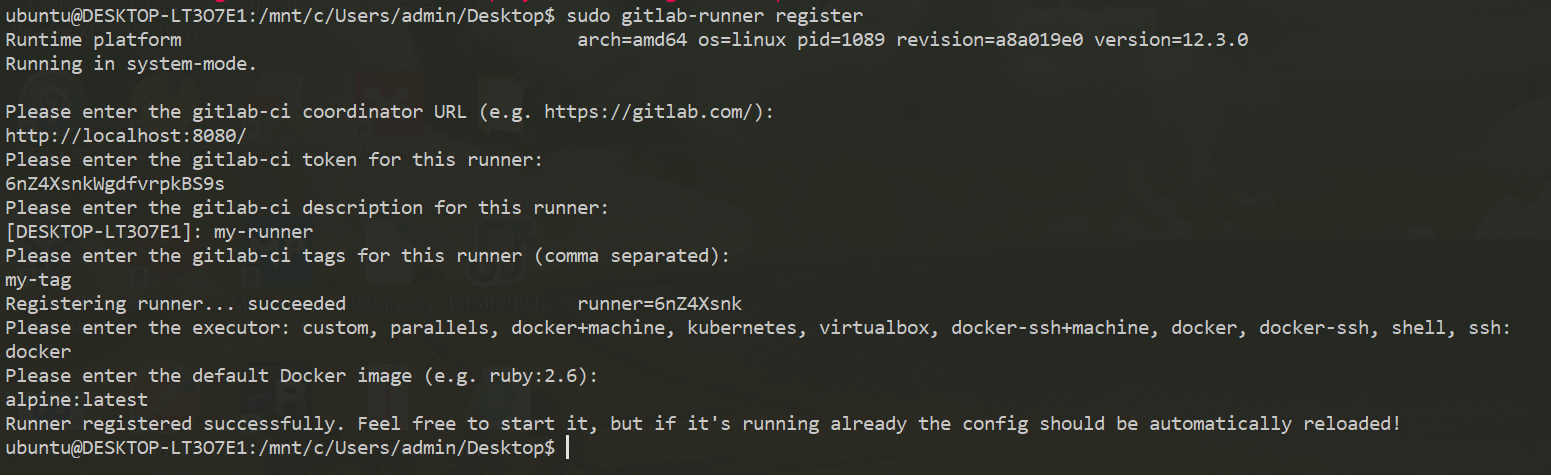 ubuntu@DESKTOP-LT3O7E1:/mnt/c/Users/admin/Desktop$ sudo gitlab-runner register
Runtime platform                                    arch=amd64 os=linux pid=1089 revision=a8a019e0 version=12.3.0
Running in system-mode.

Please enter the gitlab-ci coordinator URL (e.g. https://gitlab.com/):
http://localhost:8080/
Please enter the gitlab-ci token for this runner:
6nZ4XsnkWgdfvrpkBS9s
Please enter the gitlab-ci description for this runner:
[DESKTOP-LT3O7E1]: my-runner
Please enter the gitlab-ci tags for this runner (comma separated):
my-tag
Registering runner... succeeded                     runner=6nZ4Xsnk
Please enter the executor: custom, parallels, docker+machine, kubernetes, virtualbox, docker-ssh+machine, docker, docker-ssh, shell, ssh:
docker
Please enter the default Docker image (e.g. ruby:2.6):
alpine:latest
Runner registered successfully. Feel free to start it, but if it's running already the config should be automatically reloaded!
ubuntu@DESKTOP-LT3O7E1:/mnt/c/Users/admin/Desktop$